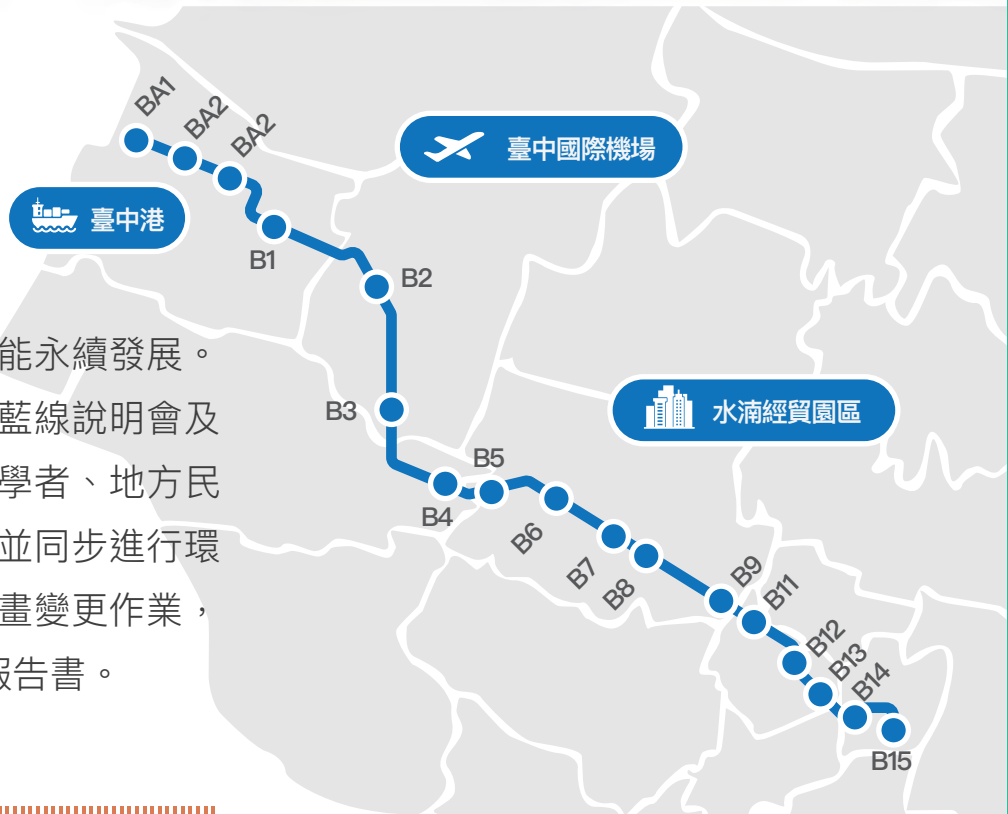 BA1
BA2
BA2
臺中國際機場
臺中港
B1
B2
能永續發展。
藍線說明會及
學者、地方民
並同步進行環
畫變更作業，
報告書。
B3
水湳經貿園區
B5
B4
B6
B7
B8
B9
B11
B12
B13
B14
B15